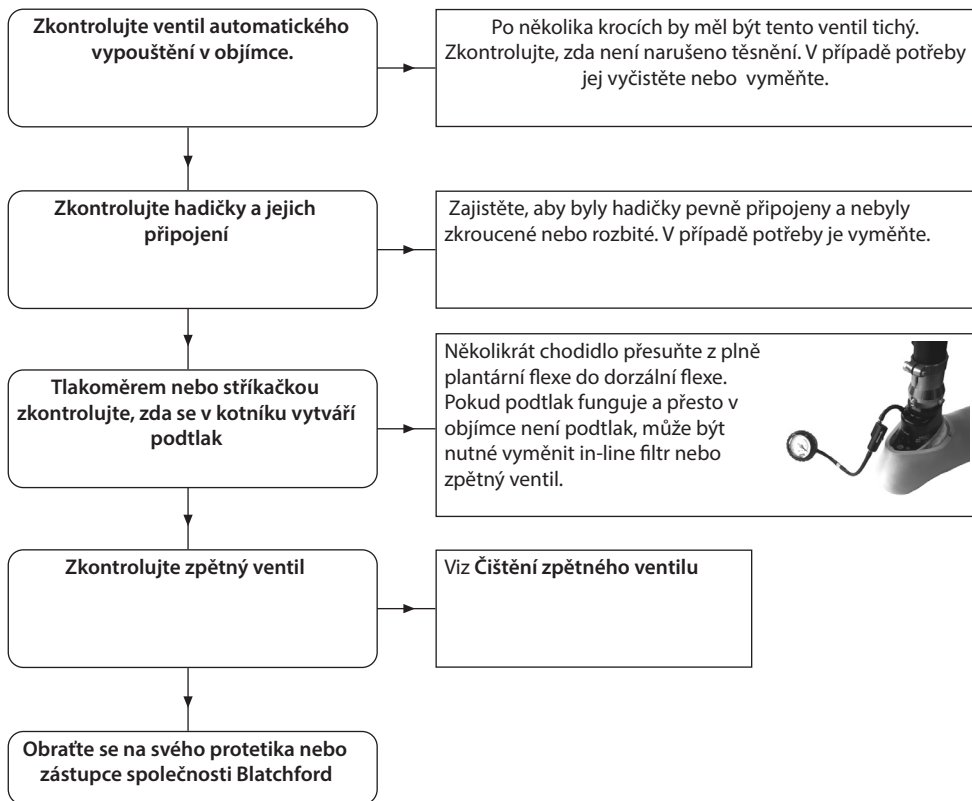 Zkontrolujte ventil automatického
vypouštění v objímce.
Po několika krocích by měl být tento ventil tichý.
Zkontrolujte, zda není narušeno těsnění. V případě potřeby
jej vyčistěte nebo vyměňte.
Zkontrolujte hadičky a jejich
připojení
Zajistěte, aby byly hadičky pevně připojeny a nebyly
zkroucené nebo rozbité. V případě potřeby je vyměňte.
Tlakoměrem nebo stříkačkou
zkontrolujte, zda se v kotníku vytváří
podtlak
Několikrát chodidlo přesuňte z plně
plantární flexe do dorzální flexe.
Pokud podtlak funguje a přesto v
objímce není podtlak, může být
nutné vyměnit in-line filtr nebo
zpětný ventil.
Zkontrolujte zpětný ventil
Viz Čištění zpětného ventilu
Obraťte se na svého protetika nebo
zástupce společnosti Blatchford